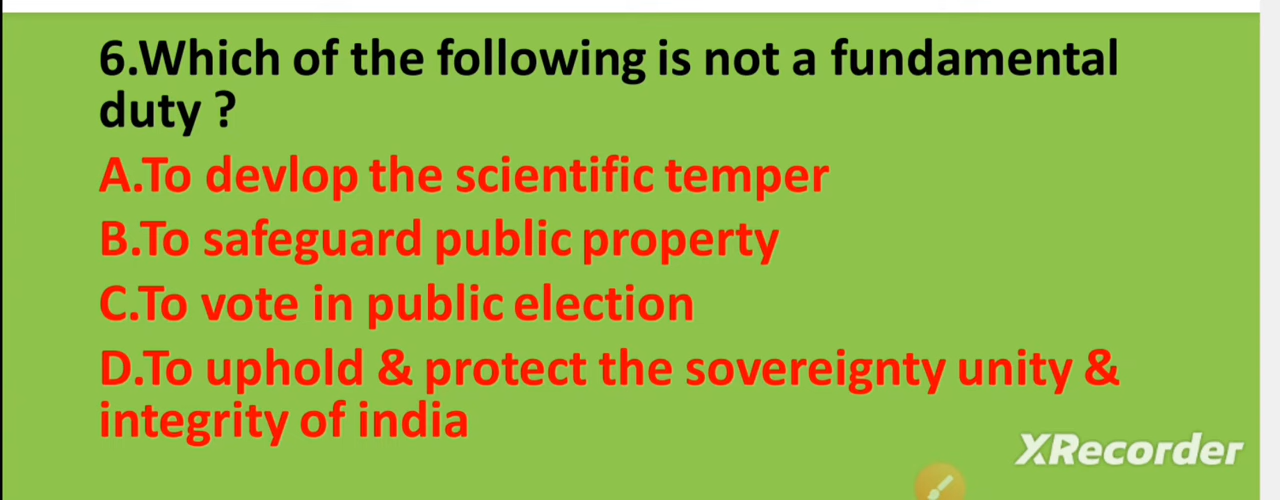 6.Which of the following is not a fundamental
duty ?
A.To devlop the scientific temper
B.To safeguard public property
C.To vote in public election
D.To uphold & protect the sovereignty unity &
integrity of india
XRecorder